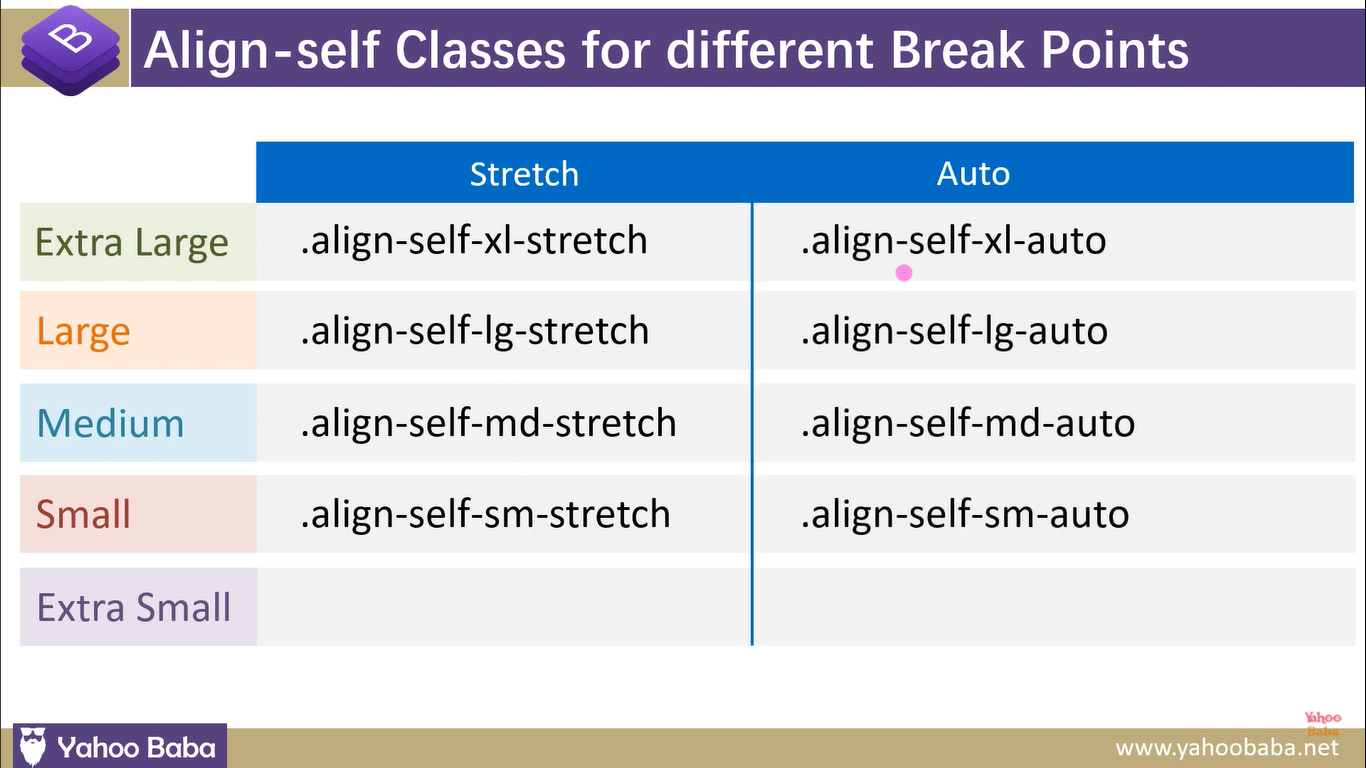 B
Align-self Classes for different Break Points
Stretch
Auto
Extra Large
.align-self-xl-stretch
.align-self-xl-auto
Large
.align-self-lg-stretch
.align-self-lg-auto
Medium
.align-self-md-stretch
.align-self-md-auto
Small
.align-self-sm-stretch
.align-self-sm-auto
Extra Small
Yahoo
Baba
Yahoo Baba
www.yahoobaba.net